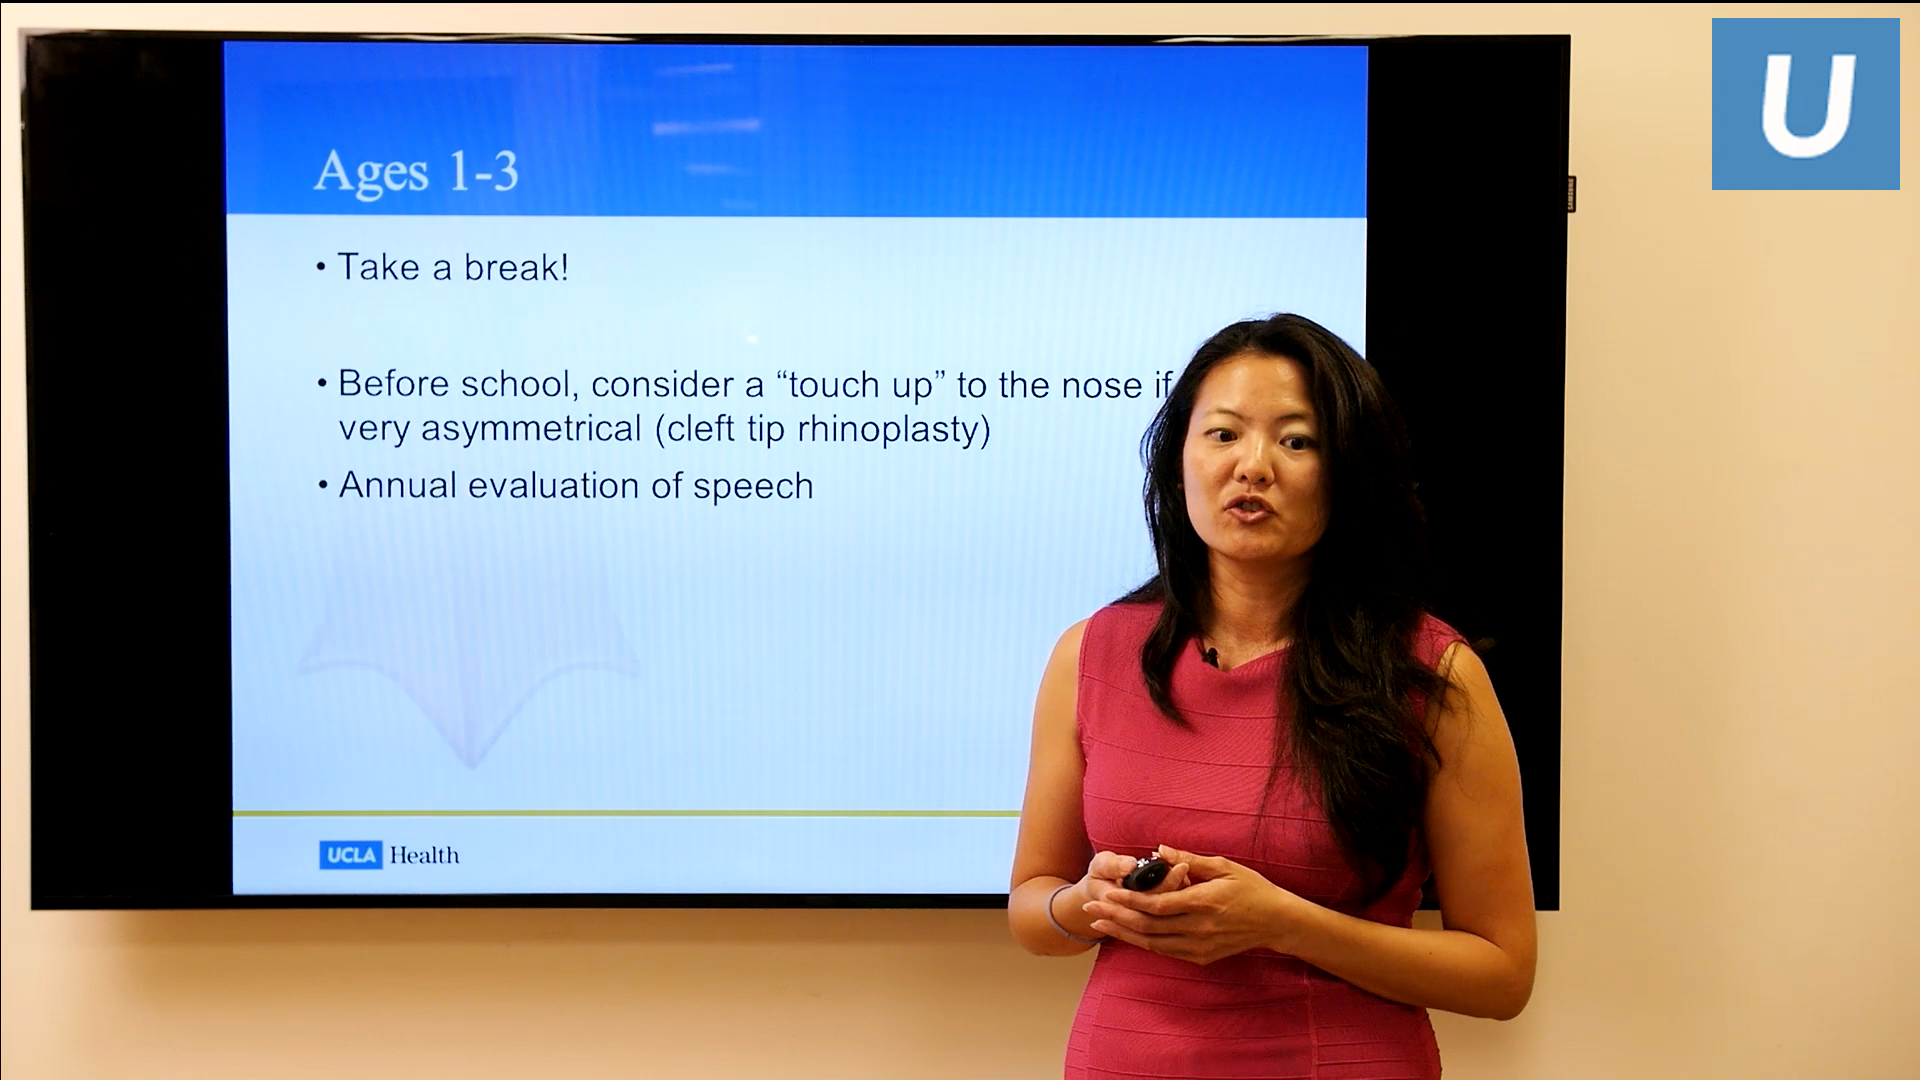 Ages 1-3
• Take a break!
• Before school, consider a “touch up” to the nose if
very asymmetrical (cleft tip rhinoplasty)
• Annual evaluation of speech
UCLA Health
U
SAMSUNG